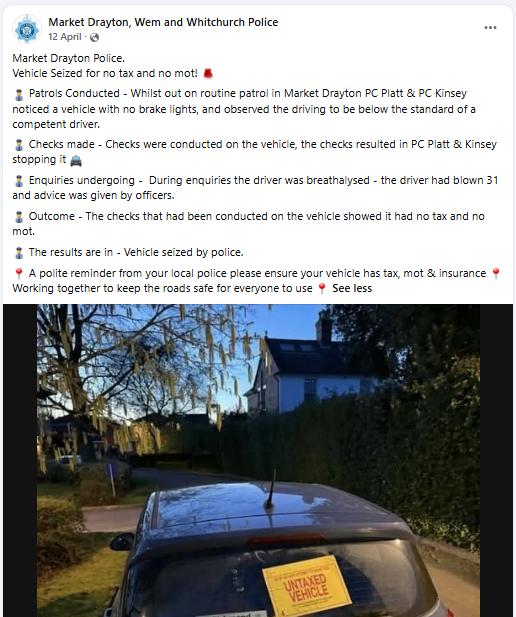 Market Drayton, Wem and Whitchurch Police
12 April ·
Market Drayton Police.
Vehicle Seized for no tax and no mot!
Patrols Conducted - Whilst out on routine patrol in Market Drayton PC Platt & PC Kinsey
noticed a vehicle with no brake lights, and observed the driving to be below the standard of a
competent driver.
Checks made - Checks were conducted on the vehicle, the checks resulted in PC Platt & Kinsey
stopping it
Enquiries undergoing - During enquiries the driver was breathalysed - the driver had blown 31
and advice was given by officers.
Outcome - The checks that had been conducted on the vehicle showed it had no tax and no
mot.
The results are in - Vehicle seized by police.
A polite reminder from your local police please ensure your vehicle has tax, mot & insurance
Working together to keep the roads safe for everyone to use See less
UNTAXED
VEHICLE